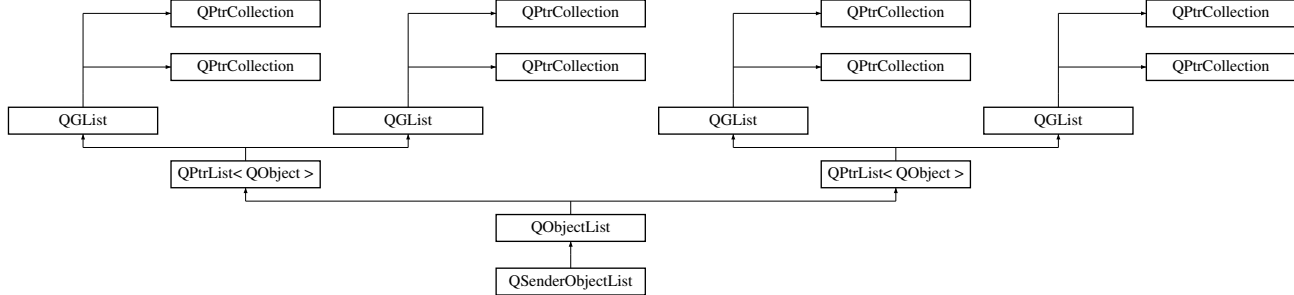 QPtrCollection QPtrCollection QPtrCollection QPtrCollection
QPtrCollection QPtrCollection QPtrCollection QPtrCollection
QGList QGList QGList QGList
QPtrList< QObject > QPtrList< QObject >
QObjectList
QSenderObjectList